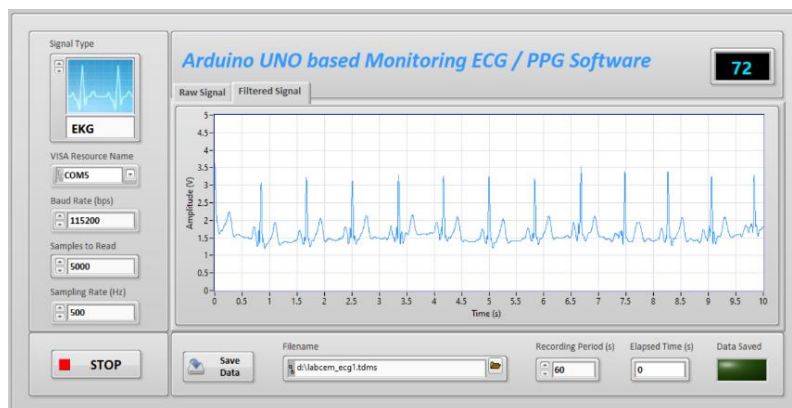 Signal Type
EKG
VISA Resource Name
COM5
Baud Rate (bps)
115200
Samples to Read
5000
Sampling Rate (Hz)
500
STOP
Arduino UNO based Monitoring ECG / PPG Software
72
Raw Signal
Filtered Signal
Amplitude (V)
5
4.5
4
3.5
3
2.5
2
1.5
1
0.5
0
0 0.5 1 1.5 2 2.5 3 3.5 4 4.5 5 5.5 6 6.5 7 7.5 8 8.5 9 9.5 10
Time (s)
Save
Data
Filename
d:\labcem_ecg1.tdms
Recording Period (s)
60
Elapsed Time (s)
0
Data Saved